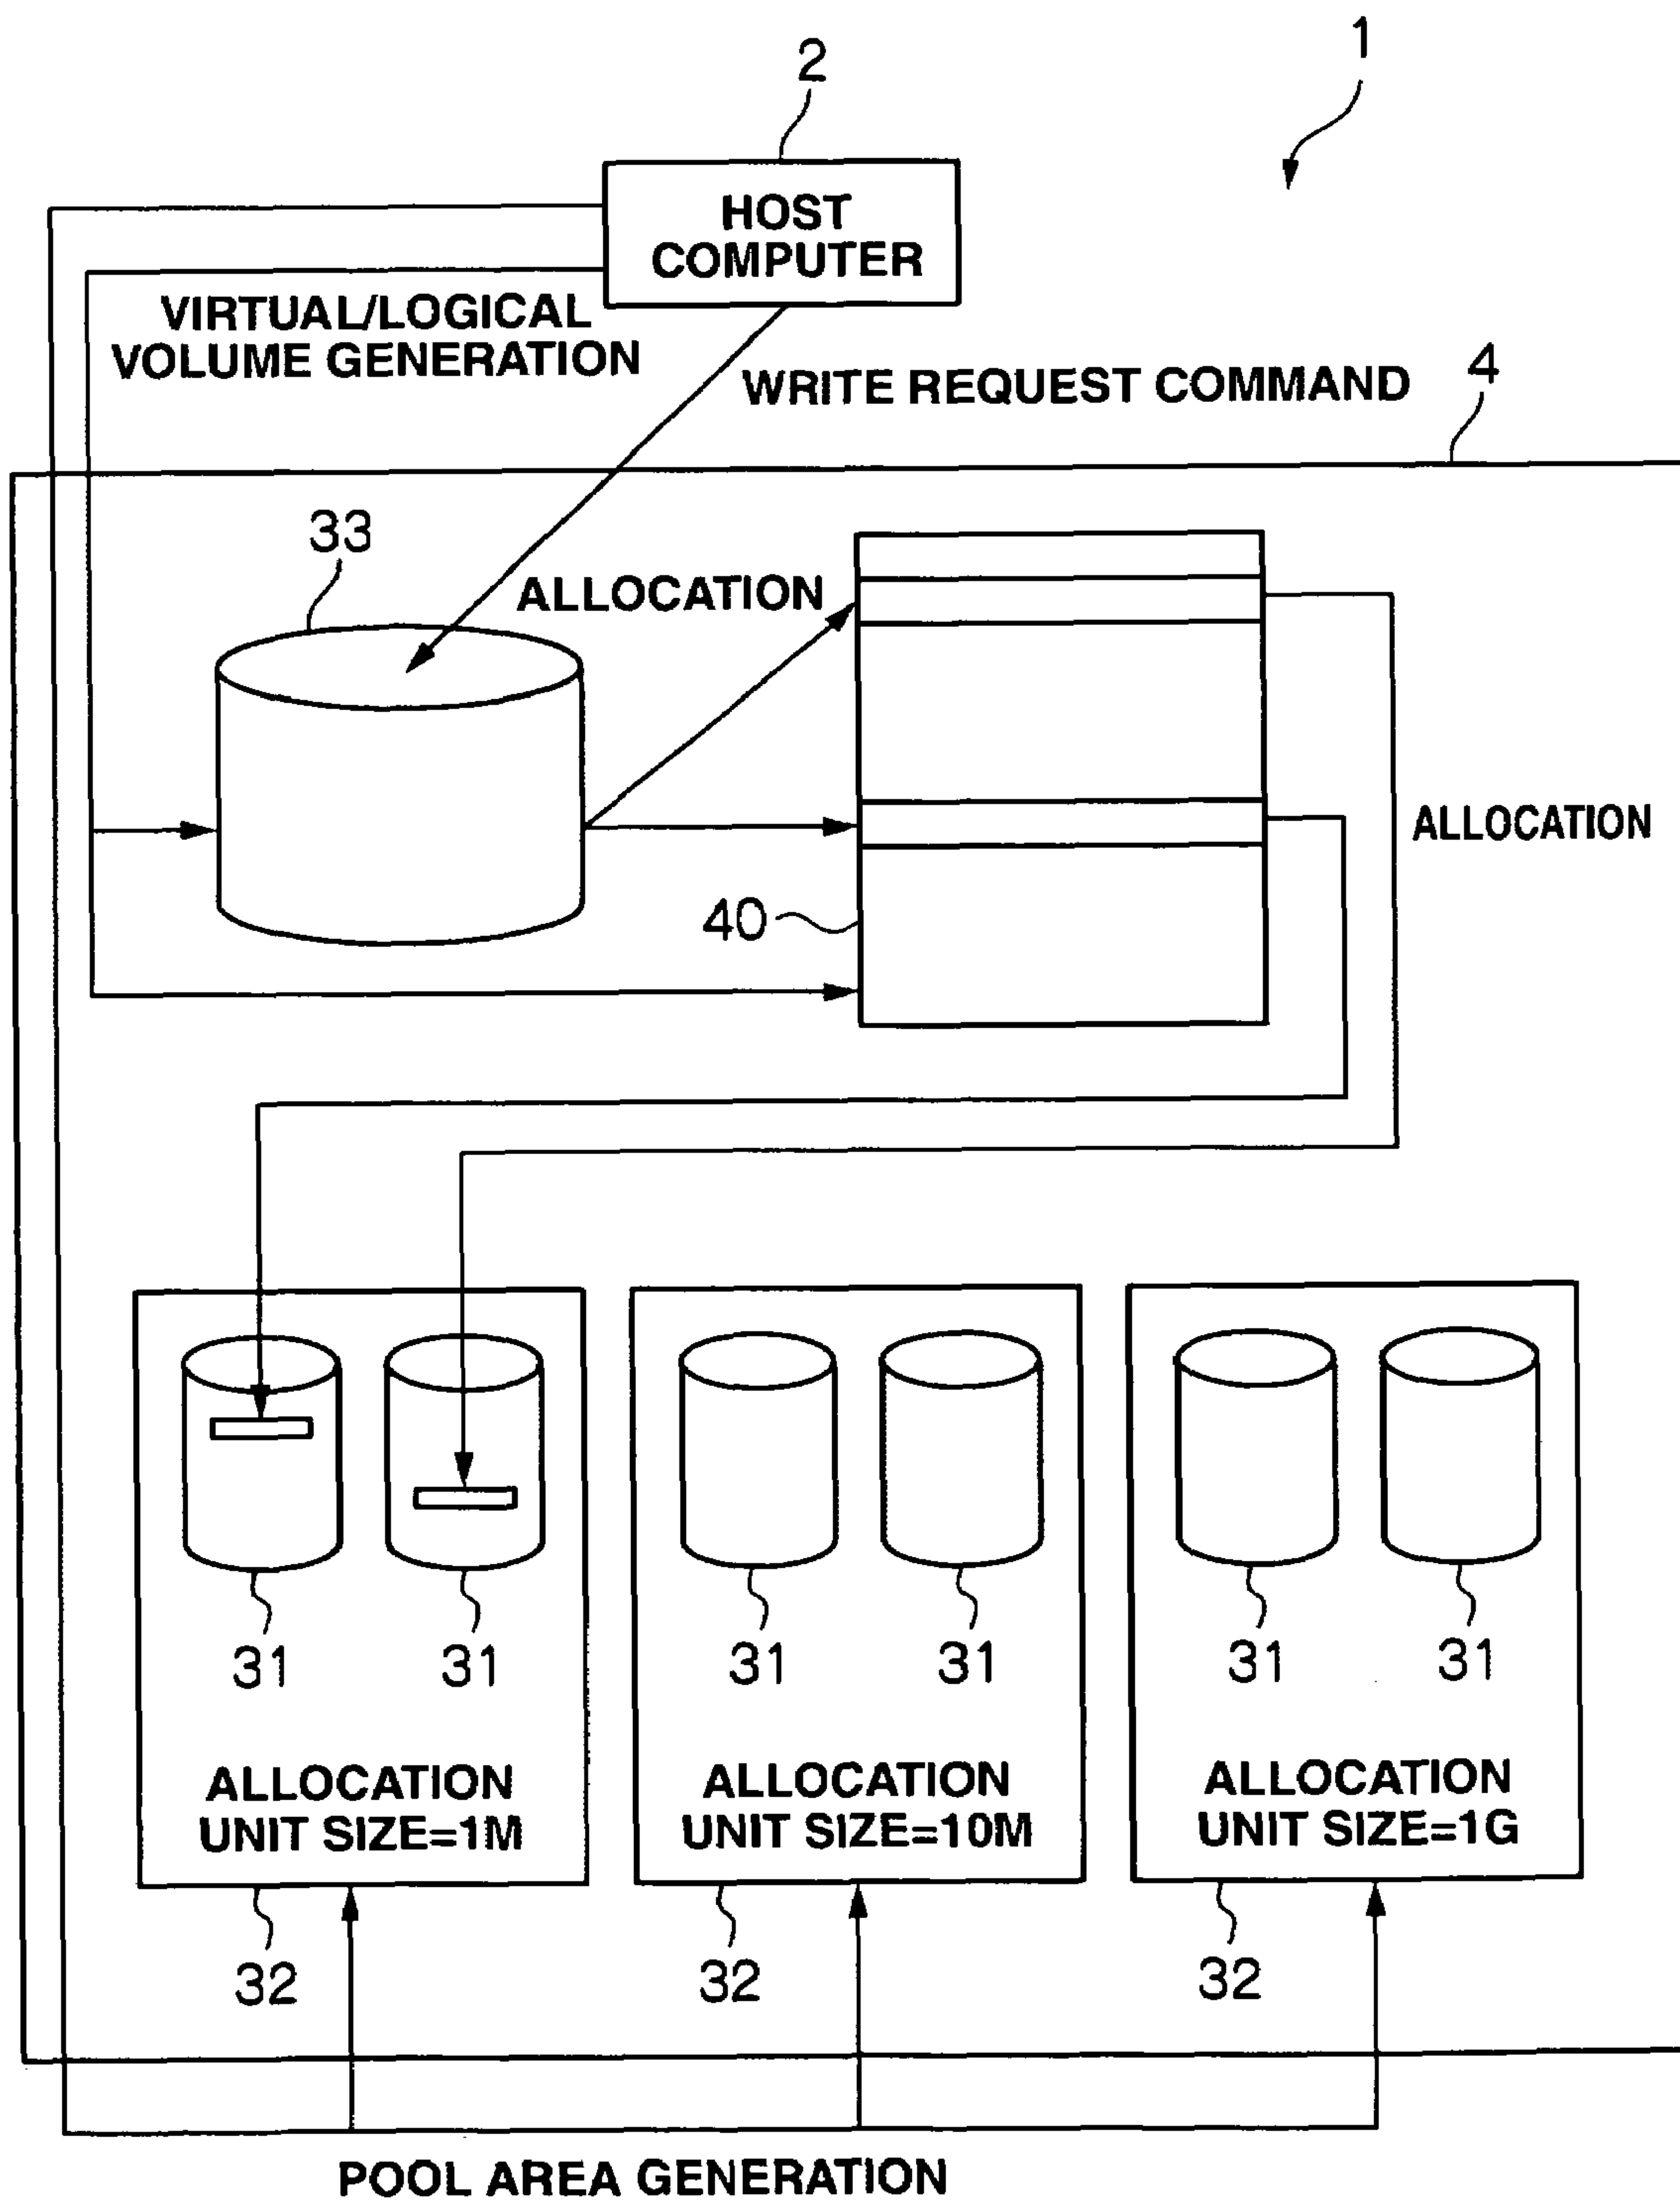 1
2
HOST
COMPUTER
VIRTUAL/LOGICAL
VOLUME GENERATION
WRITE REQUEST COMMAND
4
33
ALLOCATION
ALLOCATION
40
31
31
31
31
31
31
ALLOCATION
UNIT SIZE=1M
ALLOCATION
UNIT SIZE=10M
ALLOCATION
UNIT SIZE=1G
32
32
32
POOL AREA GENERATION